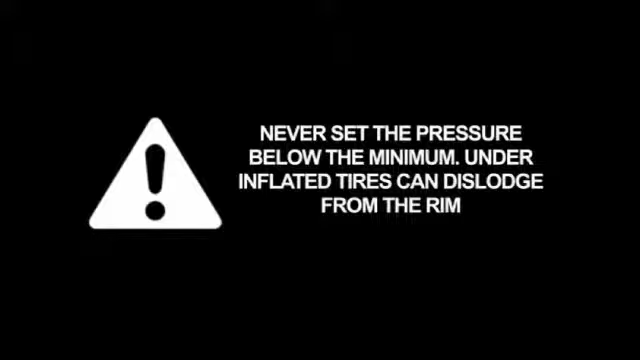 NEVER SET THE PRESSURE
BELOW THE MINIMUM. UNDER
INFLATED TIRES CAN DISLODGE
FROM THE RIM